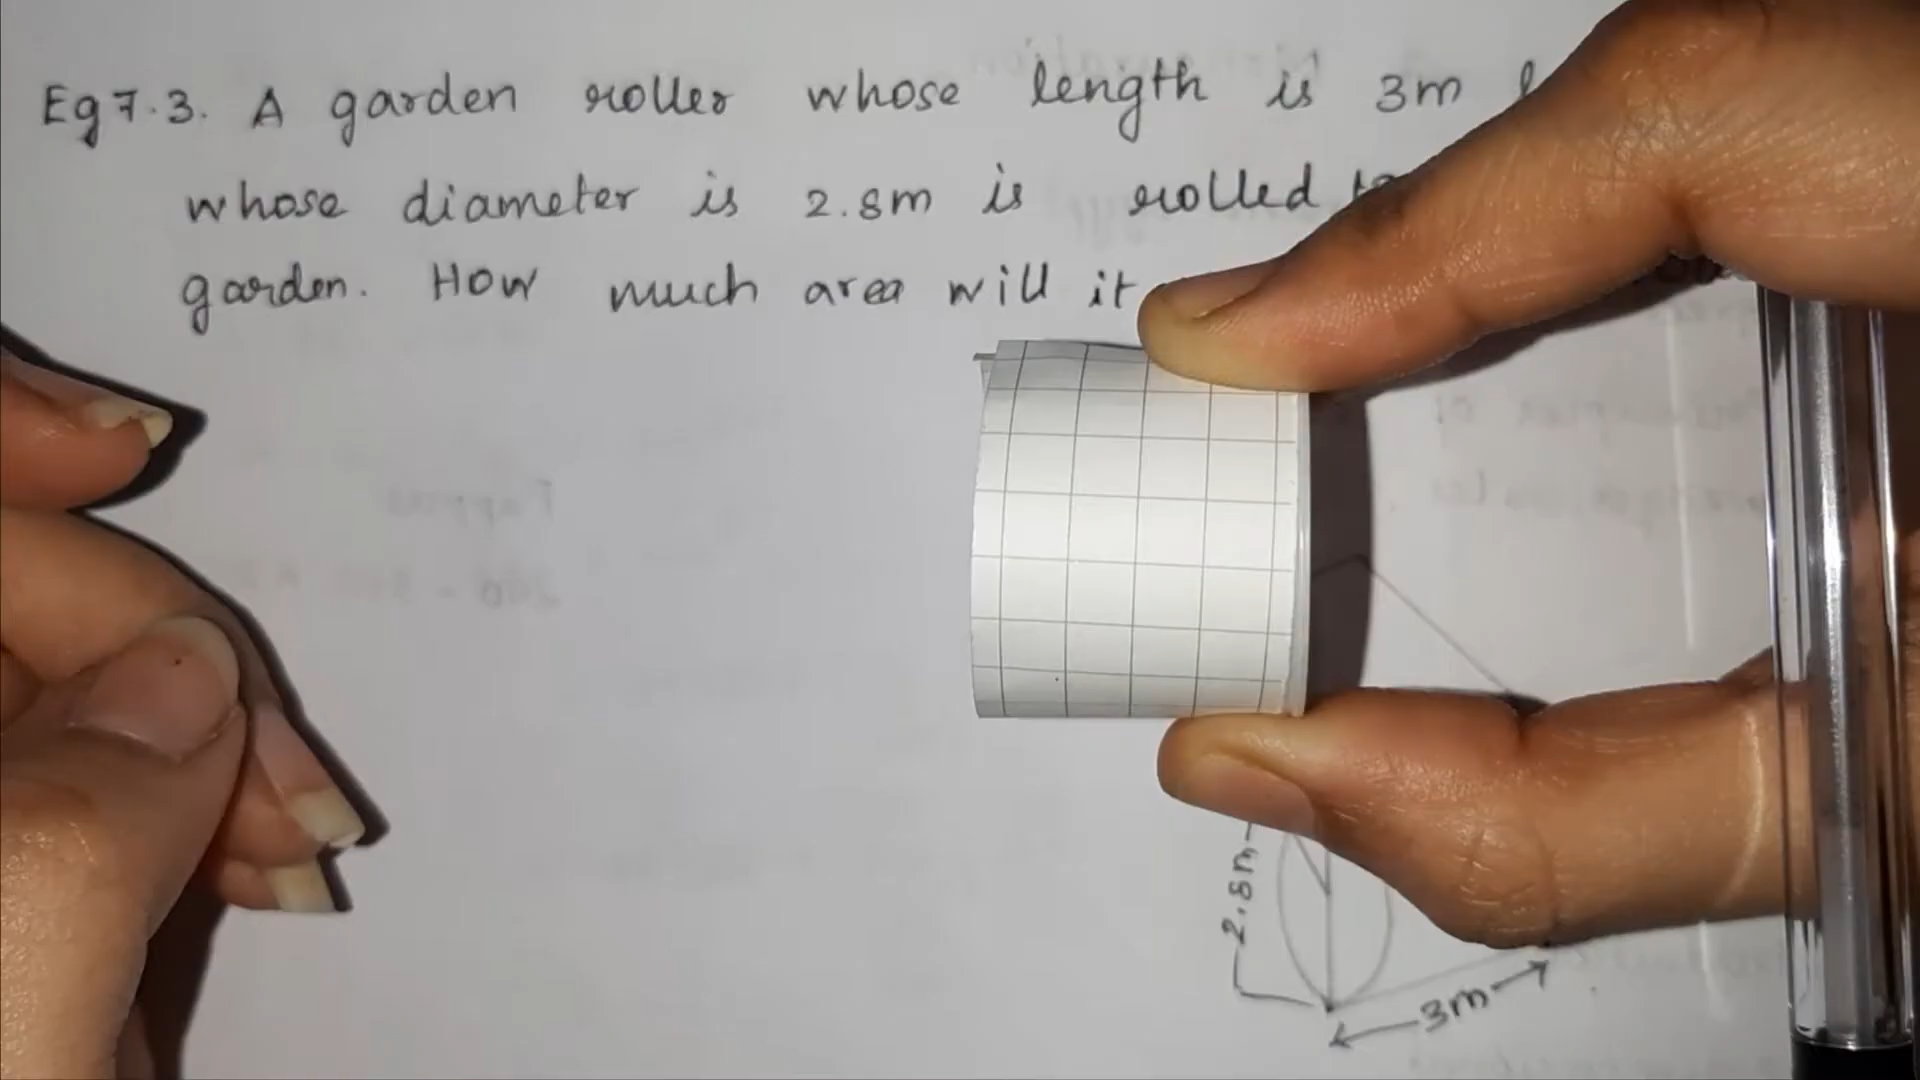 Eg 7.3. A garden roller whose length is 3m
whose diameter is 2.8m is rolled
garden. How much area will it
2.8m
3m